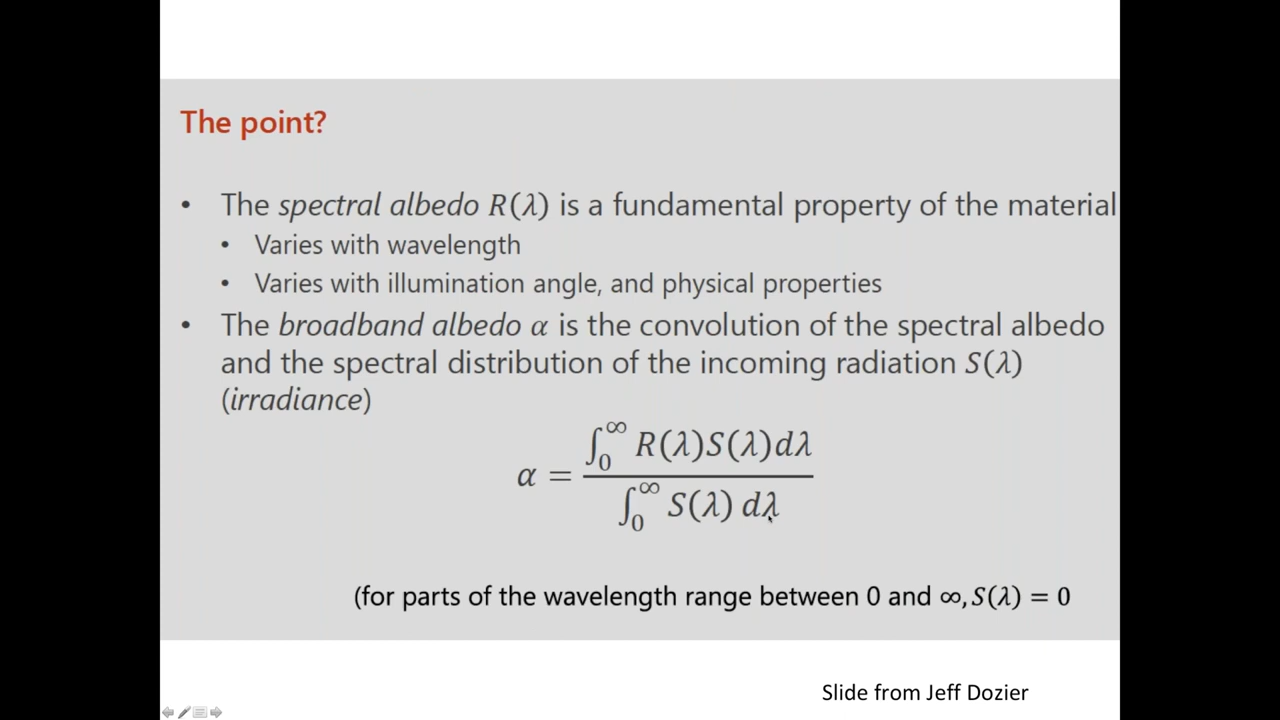 The point?
• The spectral albedo R(λ) is a fundamental property of the material
• Varies with wavelength
• Varies with illumination angle, and physical properties
• The broadband albedo α is the convolution of the spectral albedo
and the spectral distribution of the incoming radiation S(λ)
(irradiance)
α = ∫₀^∞ R(λ)S(λ)dλ / ∫₀^∞ S(λ) dλ
(for parts of the wavelength range between 0 and ∞, S(λ) = 0
Slide from Jeff Dozier